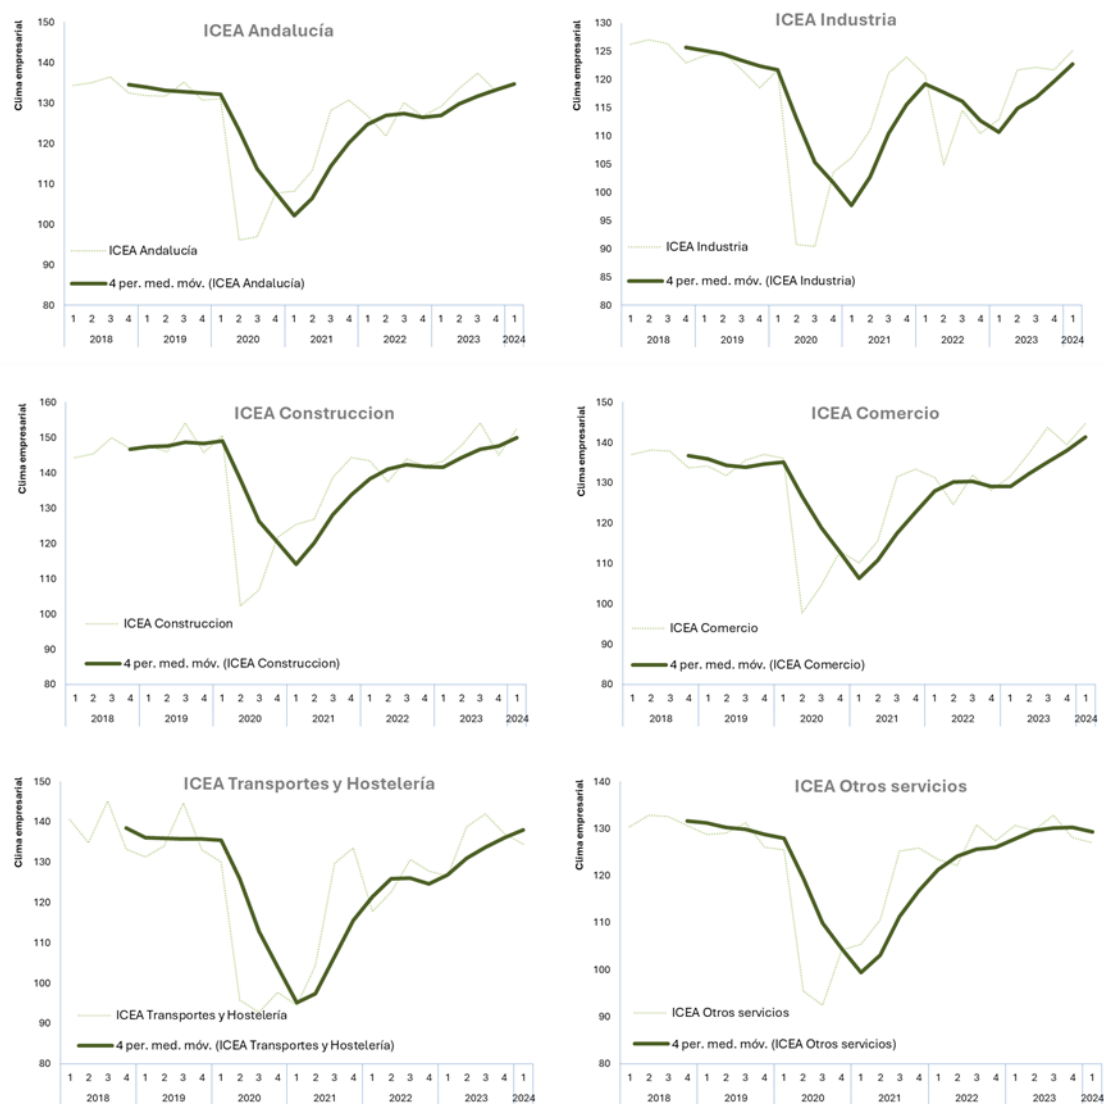 ICEA Andalucía
Clima empresarial
150
140
130
120
110
100
90
80
ICEA Andalucía
4 per. med. móv. (ICEA Andalucía)
1 2 3 4 1 2 3 4 1 2 3 4 1 2 3 4 1 2 3 4 1 2 3 4 1
2018 2019 2020 2021 2022 2023 2024
ICEA Industria
Clima empresarial
130
125
120
115
110
105
100
95
90
85
80
ICEA Industria
4 per. med. móv. (ICEA Industria)
1 2 3 4 1 2 3 4 1 2 3 4 1 2 3 4 1 2 3 4 1 2 3 4 1
2018 2019 2020 2021 2022 2023 2024
ICEA Construccion
Clima empresarial
160
150
140
130
120
110
100
90
80
ICEA Construccion
4 per. med. móv. (ICEA Construccion)
1 2 3 4 1 2 3 4 1 2 3 4 1 2 3 4 1 2 3 4 1 2 3 4 1
2018 2019 2020 2021 2022 2023 2024
ICEA Comercio
Clima empresarial
150
140
130
120
110
100
90
80
ICEA Comercio
4 per. med. móv. (ICEA Comercio)
1 2 3 4 1 2 3 4 1 2 3 4 1 2 3 4 1 2 3 4 1 2 3 4 1
2018 2019 2020 2021 2022 2023 2024
ICEA Transportes y Hostelería
Clima empresarial
150
140
130
120
110
100
90
80
ICEA Transportes y Hostelería
4 per. med. móv. (ICEA Transportes y Hostelería)
1 2 3 4 1 2 3 4 1 2 3 4 1 2 3 4 1 2 3 4 1 2 3 4 1
2018 2019 2020 2021 2022 2023 2024
ICEA Otros servicios
Clima empresarial
140
130
120
110
100
90
80
ICEA Otros servicios
4 per. med. móv. (ICEA Otros servicios)
1 2 3 4 1 2 3 4 1 2 3 4 1 2 3 4 1 2 3 4 1 2 3 4 1
2018 2019 2020 2021 2022 2023 2024